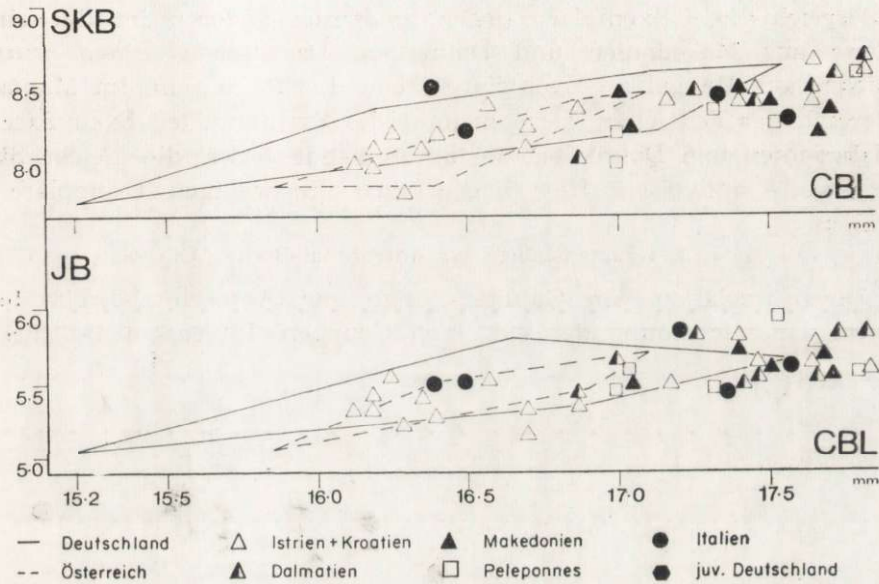 9·0
SKB
8·5
8·0
CBL
mm
JB
6·0
5·5
5·0
CBL
mm
15·2 15·5 16·0 16·5 17·0 17·5
Deutschland Istrien+Kroatien Makedonien Italien
Österreich Dalmatien Peleponnes juv. Deutschland